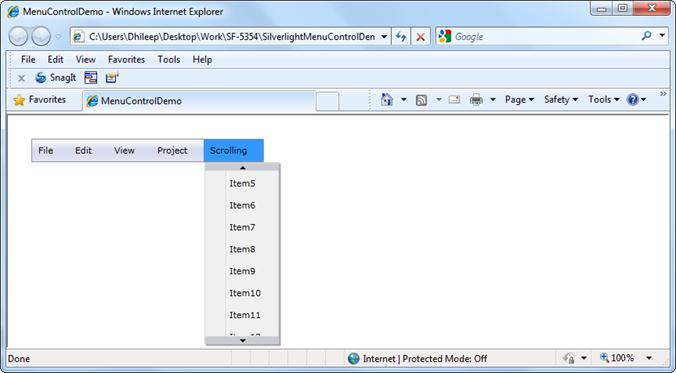 MenuControlDemo - Windows Internet Explorer
C:\Users\Dhileep\Desktop\Work\SF-5354\SilverlightMenuControlDen
Google
File Edit View Favorites Tools Help
x SnagIt
Favorites MenuControlDemo Page Safety Tools
File Edit View Project Scrolling
Item5
Item6
Item7
Item8
Item9
Item10
Item11
Done Internet | Protected Mode: Off 100%